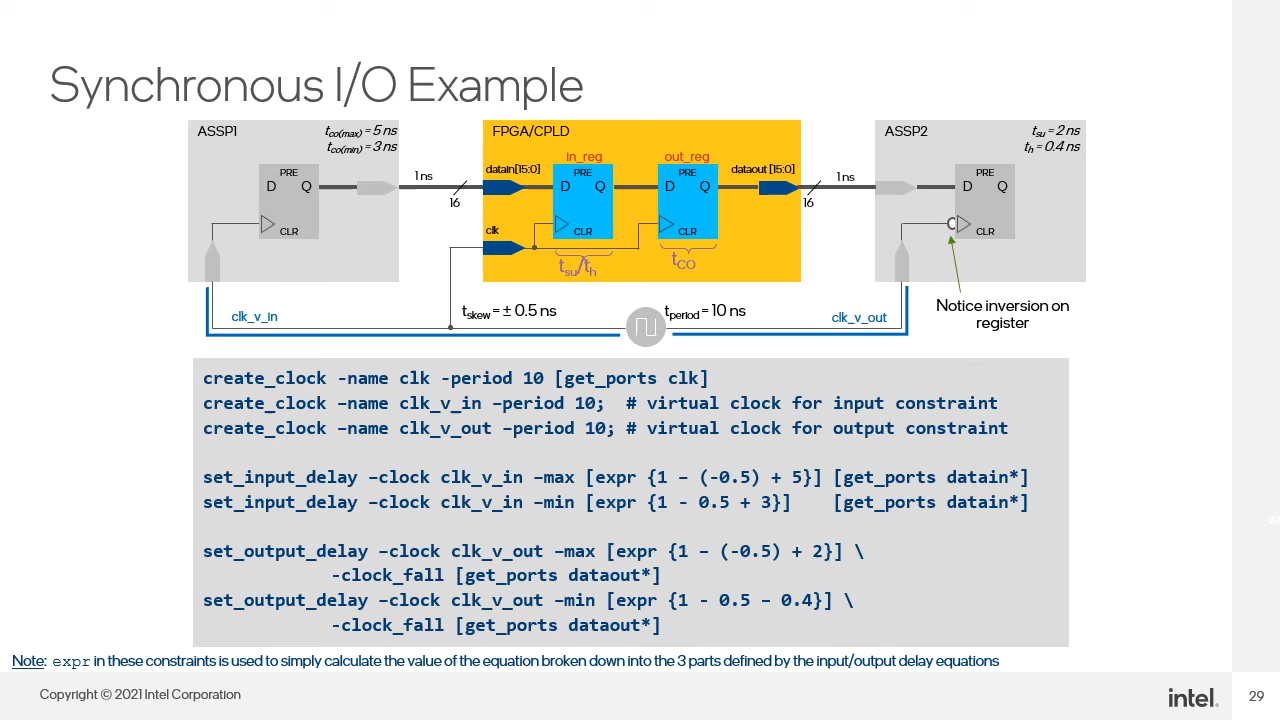 Synchronous I/O Example
ASSP1
tco(max) = 5 ns
tco(min) = 3 ns
PRE
D Q
CLR
1 ns
16
FPGA/CPLD
in_reg
out_reg
datain[15:0]
PRE
D Q
CLR
PRE
D Q
CLR
dataout [15:0]
clk
tsu/th
tCO
1 ns
16
ASSP2
tsu = 2 ns
th = 0.4 ns
PRE
D Q
CLR
clk_v_in
tskew = ± 0.5 ns
tperiod = 10 ns
clk_v_out
Notice inversion on
register
create_clock -name clk -period 10 [get_ports clk]
create_clock –name clk_v_in –period 10;  # virtual clock for input constraint
create_clock –name clk_v_out –period 10; # virtual clock for output constraint
set_input_delay –clock clk_v_in –max [expr {1 – (-0.5) + 5}] [get_ports datain*]
set_input_delay –clock clk_v_in –min [expr {1 - 0.5 + 3}]    [get_ports datain*]
set_output_delay –clock clk_v_out –max [expr {1 – (-0.5) + 2}] \
-clock_fall [get_ports dataout*]
set_output_delay –clock clk_v_out –min [expr {1 - 0.5 – 0.4}] \
-clock_fall [get_ports dataout*]
Note: expr in these constraints is used to simply calculate the value of the equation broken down into the 3 parts defined by the input/output delay equations
Copyright © 2021 Intel Corporation
intel.
29